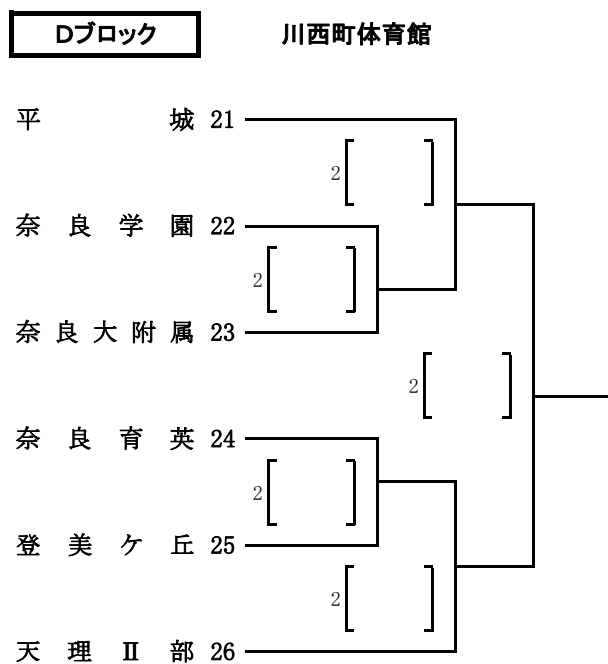 Dブロック 川西町体育館
平城 21
2
奈良学園 22
2
奈良大附属 23
2
奈良育英 24
2
登美ケ丘 25
2
天理Ⅱ部 26